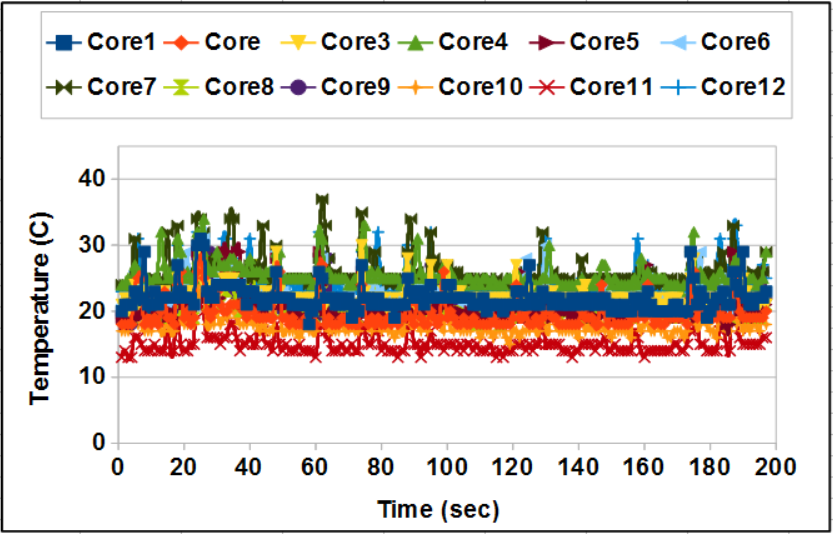 Core1 Core Core3 Core4 Core5 Core6
Core7 Core8 Core9 Core10 Core11 Core12
Temperature (C)
40
30
20
10
0
0 20 40 60 80 100 120 140 160 180 200
Time (sec)